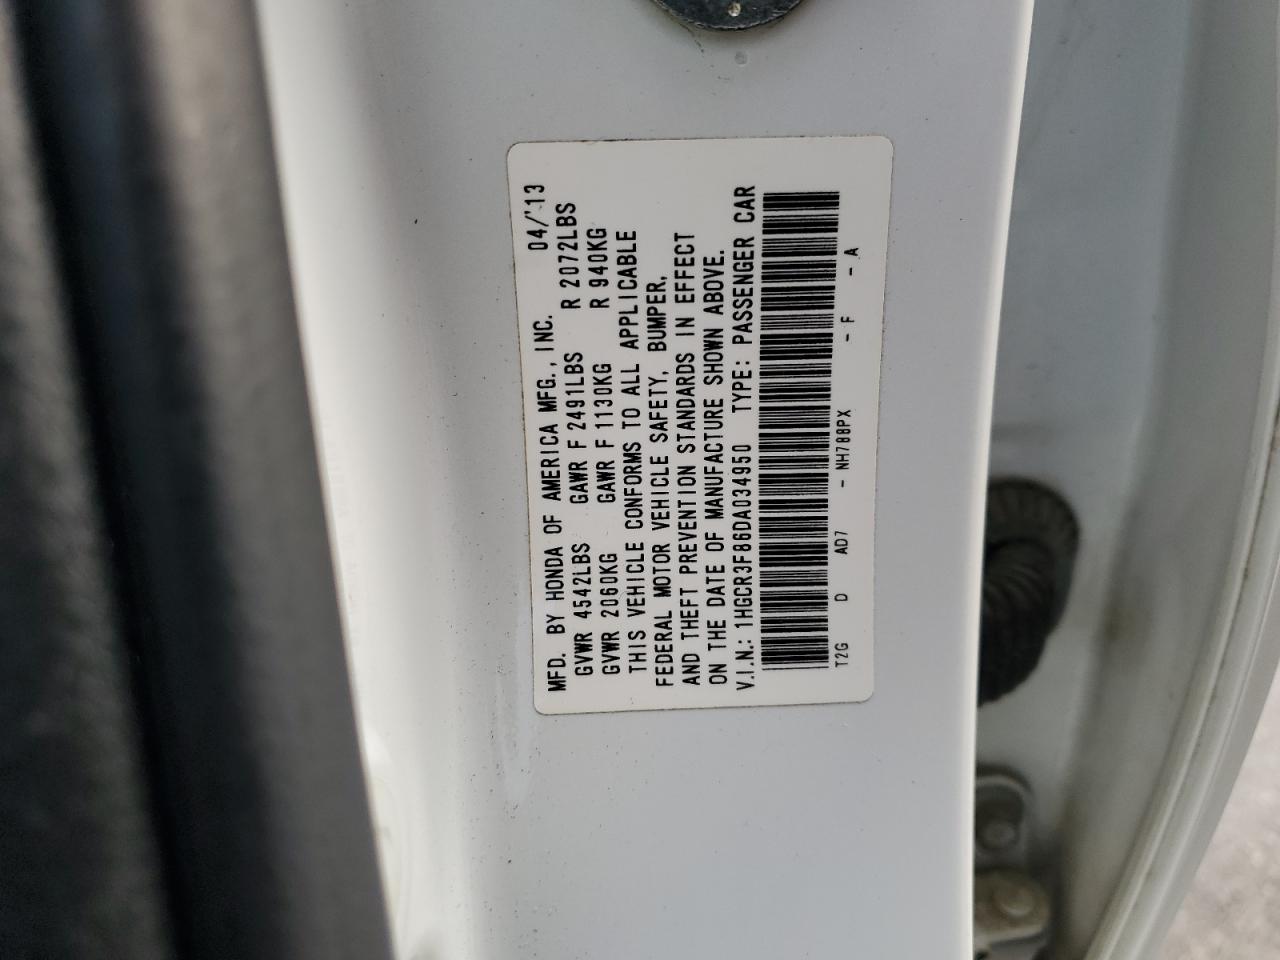 MFD. BY HONDA OF AMERICA MFG., INC. 04/'13
GVWR 4542LBS GAWR F 2491LBS R 2072LBS
GVWR 2060KG GAWR F 1130KG R 940KG
THIS VEHICLE CONFORMS TO ALL APPLICABLE
FEDERAL MOTOR VEHICLE SAFETY, BUMPER,
AND THEFT PREVENTION STANDARDS IN EFFECT
ON THE DATE OF MANUFACTURE SHOWN ABOVE.
V.I.N.: 1HGCR3F86DA034950 TYPE: PASSENGER CAR
T2G D AD7 - NH788PX - F - A